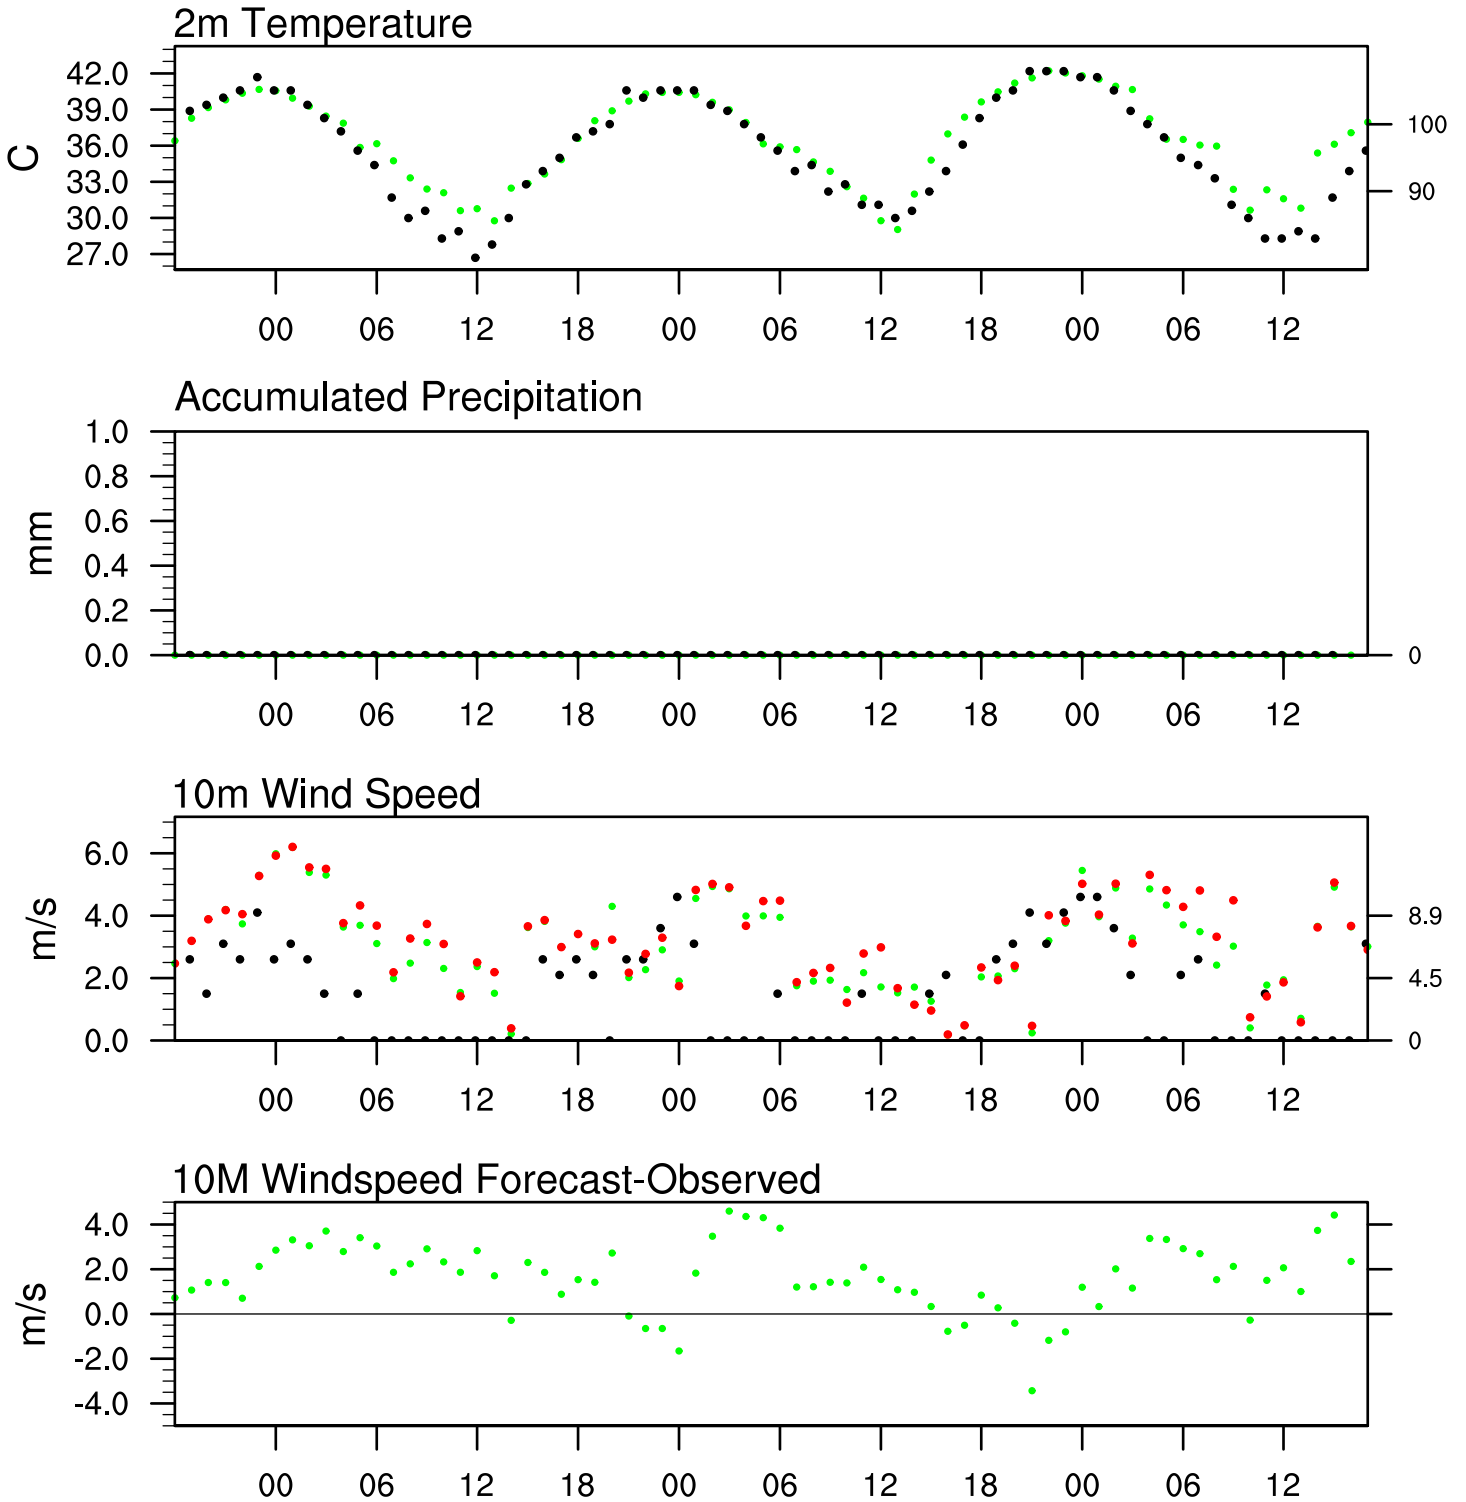 2m Temperature
42.0
39.0
36.0
33.0
30.0
27.0
C
100
90
00 06 12 18 00 06 12 18 00 06 12
Accumulated Precipitation
1.0
0.8
0.6
0.4
0.2
0.0
mm
0
00 06 12 18 00 06 12 18 00 06 12
10m Wind Speed
6.0
4.0
2.0
0.0
m/s
8.9
4.5
0
00 06 12 18 00 06 12 18 00 06 12
10M Windspeed Forecast-Observed
4.0
2.0
0.0
-2.0
-4.0
m/s
00 06 12 18 00 06 12 18 00 06 12